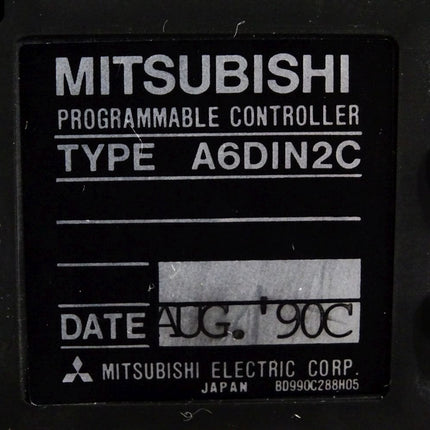 MITSUBISHI
PROGRAMMABLE CONTROLLER
TYPE A6DIN2C
DATE AUG. '90C
MITSUBISHI ELECTRIC CORP.
JAPAN BD990C288H05